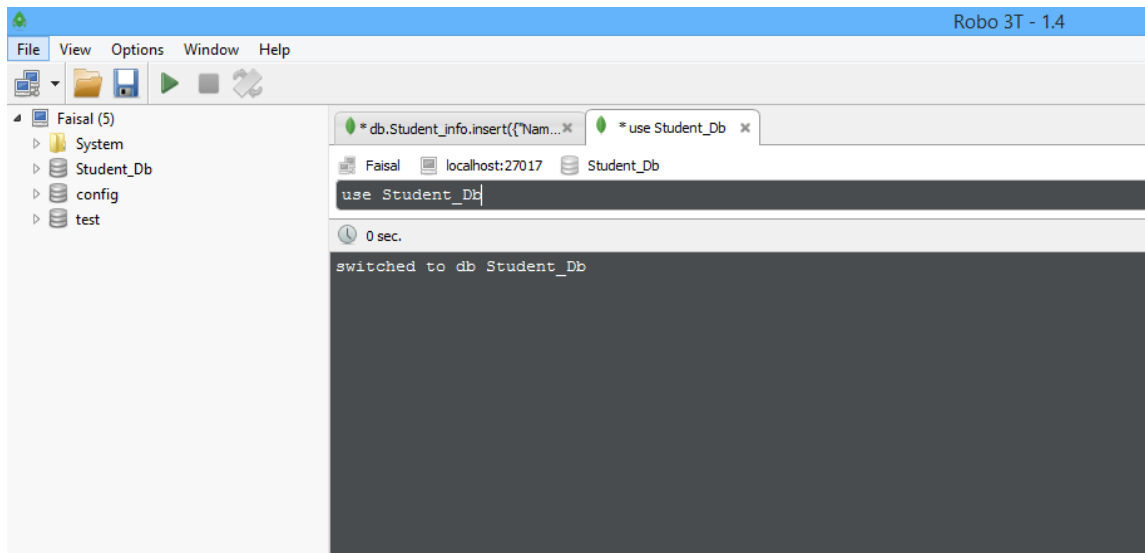 Robo 3T - 1.4
File View Options Window Help
Faisal (5)
System
Student_Db
config
test
* db.Student_info.insert({"Nam... * use Student_Db
Faisal localhost:27017 Student_Db
use Student_Db
0 sec.
switched to db Student_Db